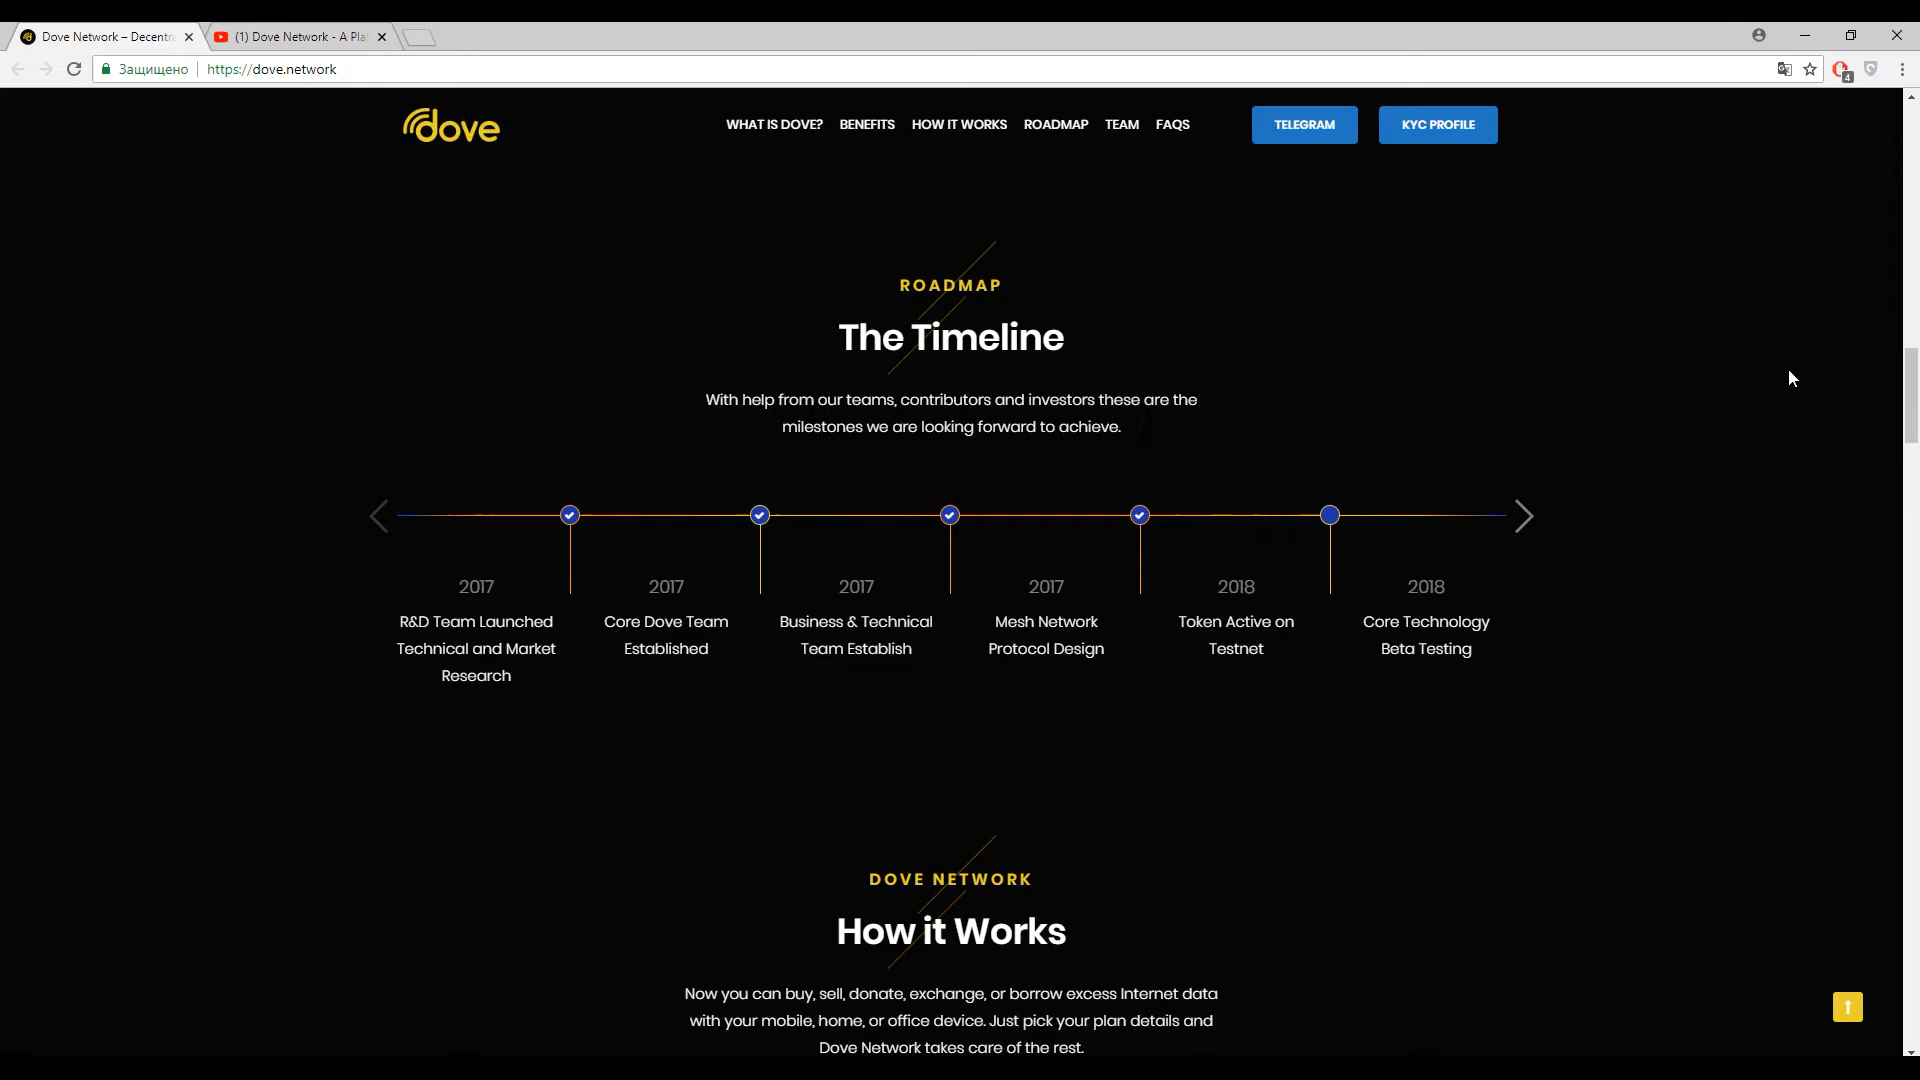 Dove Network – Decentr
(1) Dove Network - A Pla
Защищено
https://dove.network
4
dove
WHAT IS DOVE?
BENEFITS
HOW IT WORKS
ROADMAP
TEAM
FAQS
TELEGRAM
KYC PROFILE
ROADMAP
The Timeline
With help from our teams, contributors and investors these are the
milestones we are looking forward to achieve.
2017
R&D Team Launched
Technical and Market
Research
2017
Core Dove Team
Established
2017
Business & Technical
Team Establish
2017
Mesh Network
Protocol Design
2018
Token Active on
Testnet
2018
Core Technology
Beta Testing
DOVE NETWORK
How it Works
Now you can buy, sell, donate, exchange, or borrow excess Internet data
with your mobile, home, or office device. Just pick your plan details and
Dove Network takes care of the rest.